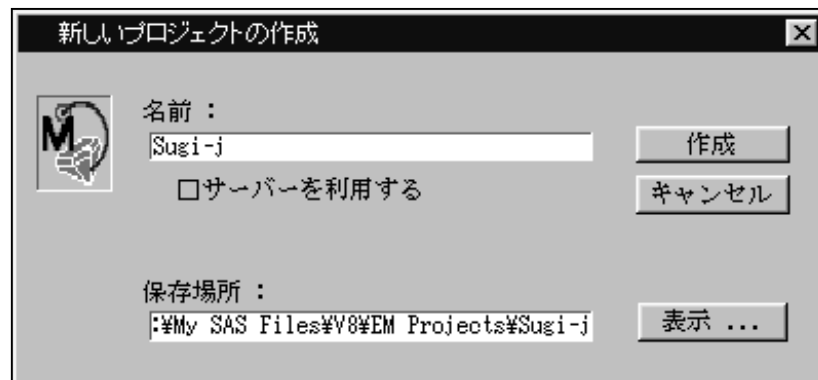 新しいプロジェクトの作成
M
名前：
Sugi-j
作成
サーバーを利用する
キャンセル
保存場所：
:¥My SAS Files¥V8¥EM Projects¥Sugi-j
表示 ...